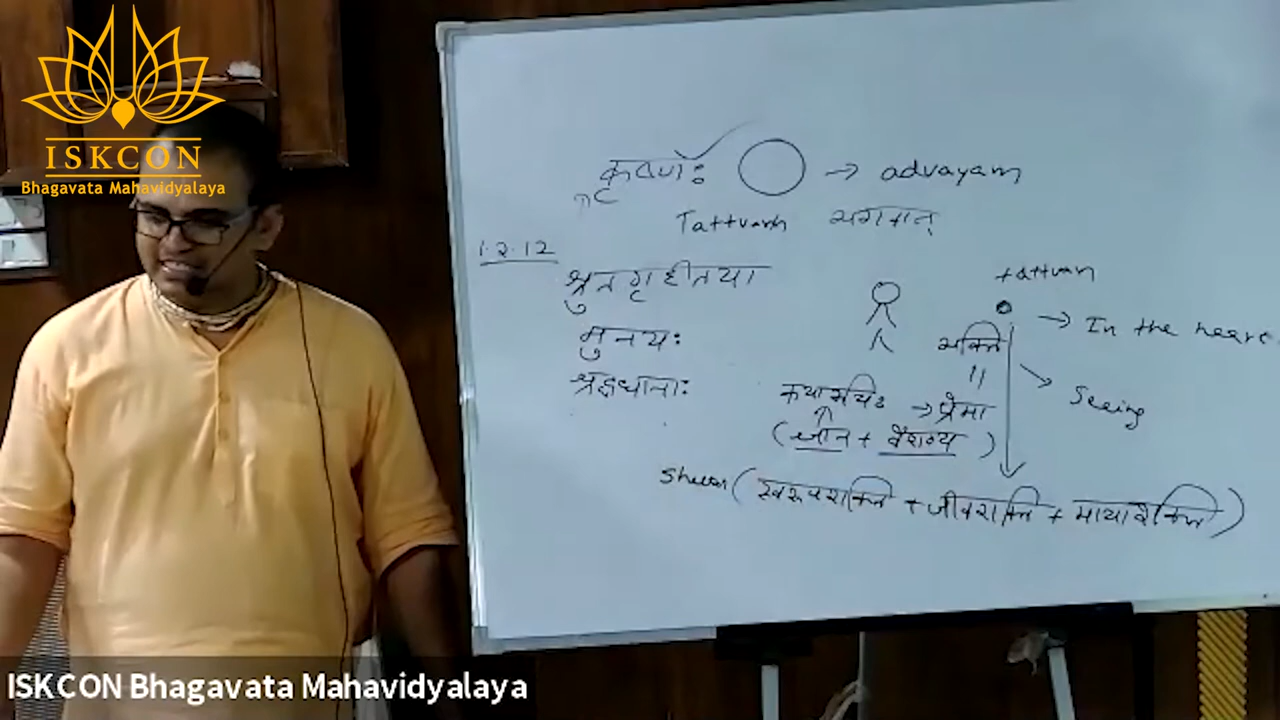 ISKCON
Bhagavata Mahavidyalaya
कृष्णः → advayam
Tattvam भगवान्
1.2.12
श्रुतगृहीतया
tattvam
मुनयः
→ In the heart
भक्ति
श्रद्दधानाः
Seeing
कथारुचिः → प्रेमा
(ज्ञान + वैराग्य)
(स्वरूपशक्ति + जीवशक्ति + मायाशक्ति)
ISKCON Bhagavata Mahavidyalaya